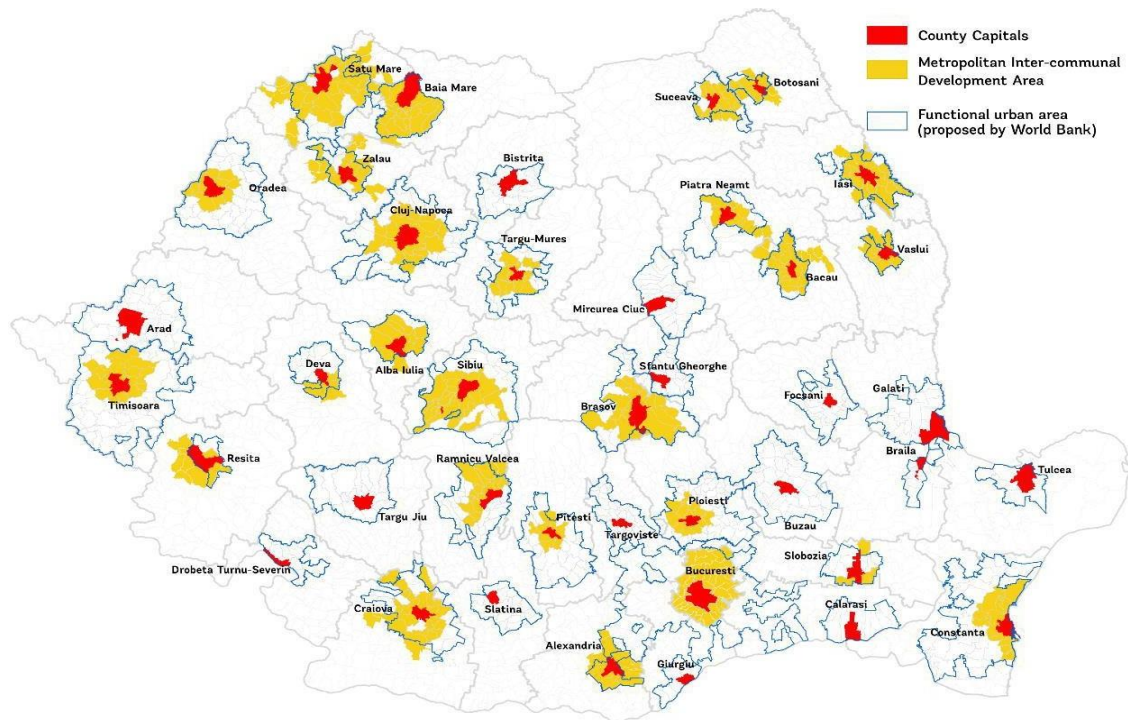 County Capitals
Metropolitan Inter-communal
Development Area
Functional urban area
(proposed by World Bank)
Satu Mare
Baia Mare
Botosani
Suceava
Zalau
Bistrita
Oradea
Iasi
Piatra Neamt
Cluj-Napoca
Targu-Mures
Vaslui
Bacau
Mircurea Ciuc
Arad
Deva
Alba Iulia
Sibiu
Sfantu Gheorghe
Timisoara
Brasov
Focsani
Galati
Braila
Resita
Ramnicu Valcea
Tulcea
Targu Jiu
Pitesti
Targoviste
Ploiesti
Buzau
Slobozia
Drobeta Turnu-Severin
Bucuresti
Craiova
Slatina
Calarasi
Constanta
Alexandria
Giurgiu